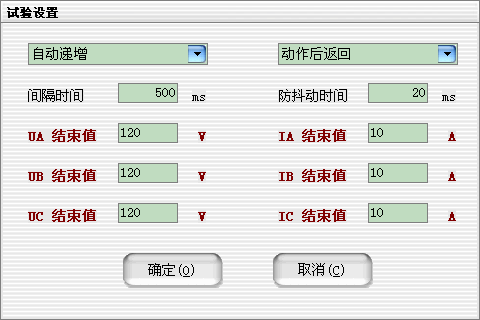 试验设置
自动递增 动作后返回
间隔时间 500 ms 防抖动时间 20 ms
UA 结束值 120 V IA 结束值 10 A
UB 结束值 120 V IB 结束值 10 A
UC 结束值 120 V IC 结束值 10 A
确定(O) 取消(C)